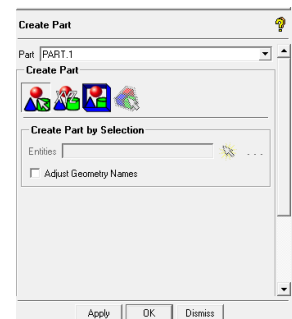 Create Part
Part PART.1
Create Part
Create Part by Selection
Entities ...
Adjust Geometry Names
Apply OK Dismiss